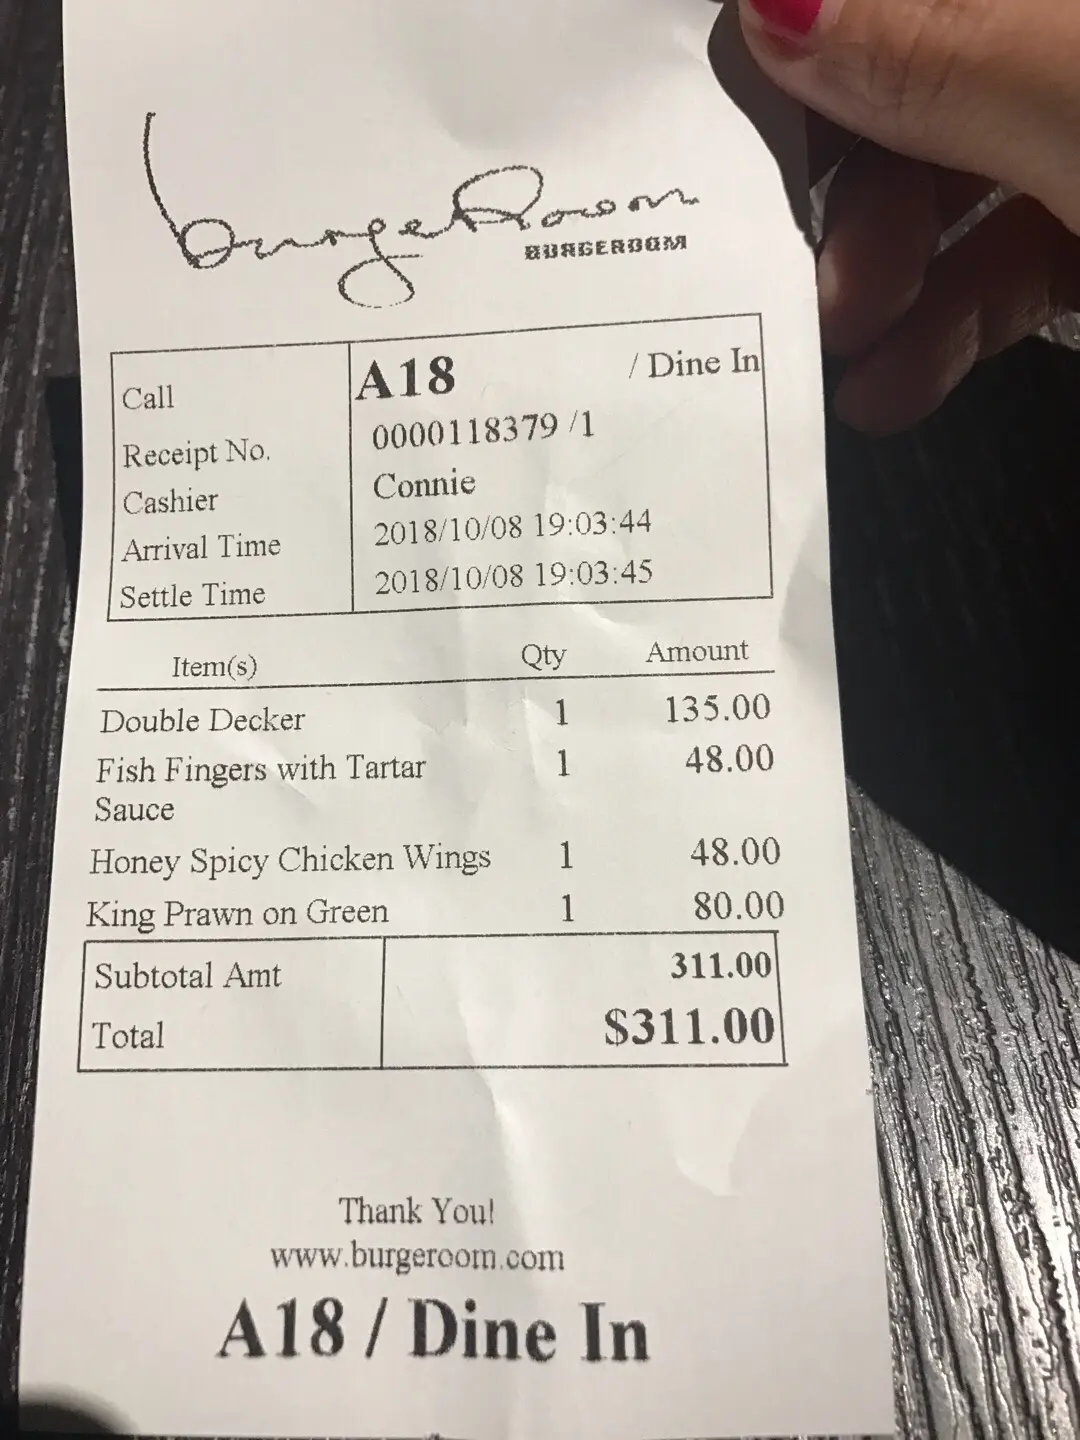 burgeRoom
BURGEROOM
Call A18 / Dine In
Receipt No. 0000118379 /1
Cashier Connie
Arrival Time 2018/10/08 19:03:44
Settle Time 2018/10/08 19:03:45
Item(s) Qty Amount
Double Decker 1 135.00
Fish Fingers with Tartar 1 48.00
Sauce
Honey Spicy Chicken Wings 1 48.00
King Prawn on Green 1 80.00
Subtotal Amt 311.00
Total $311.00
Thank You!
www.burgeroom.com
A18 / Dine In